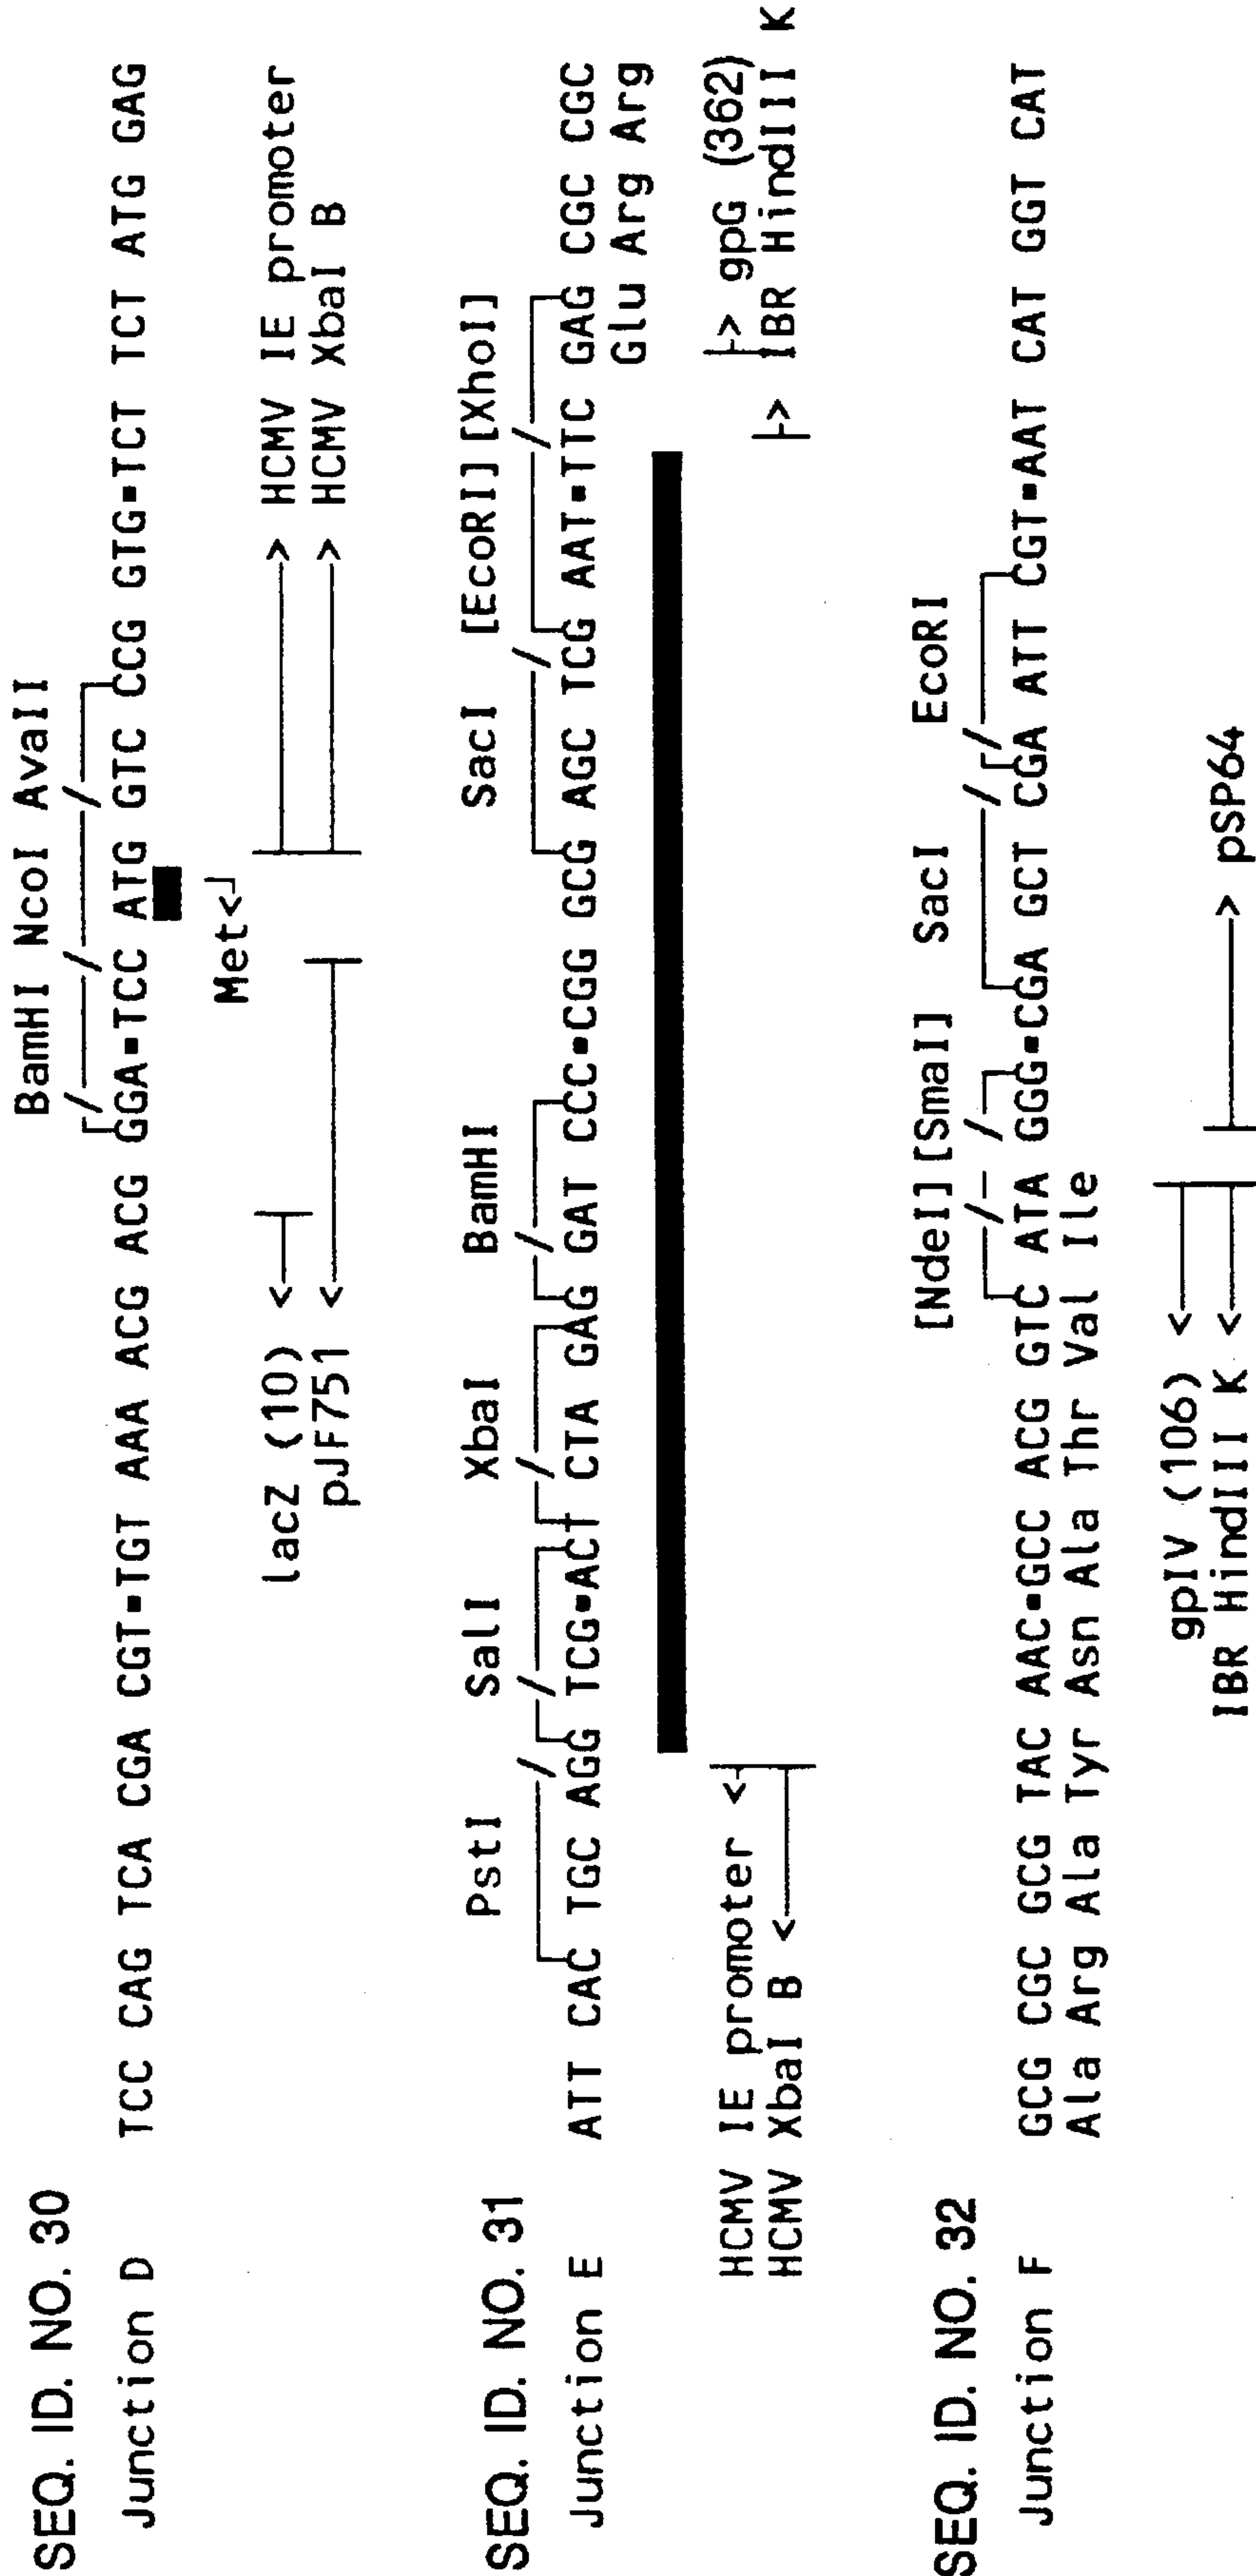 SEQ. ID. NO. 30
BamHI NcoI AvaII
Junction D TCC CAG TCA CGA CGT▪TGT AAA ACG ACG GGA▪TCC ATG GTC CCG GTG▪TCT TCT ATG GAG
Met<
lacZ (10) < > HCMV IE promoter
pJF751 < > HCMV XbaI B
SEQ. ID. NO. 31
PstI SalI XbaI BamHI SacI [EcoRI][XhoI]
Junction E ATT CAC TGC AGG TCG▪ACT CTA GAG GAT CCC▪CGG GCG AGC TCG AAT▪TTC GAG CGC CGC
Glu Arg Arg
HCMV IE promoter < > gpG (362)
HCMV XbaI B < > IBR HindIII K
SEQ. ID. NO. 32
[NdeI][SmaI] SacI EcoRI
Junction F GCG CGC GCG TAC AAC▪GCC ACG GTC ATA GGG▪CGA GCT CGA ATT CGT▪AAT CAT GGT CAT
Ala Arg Ala Tyr Asn Ala Thr Val Ile
gpIV (106) <
IBR HindIII K < > pSP64